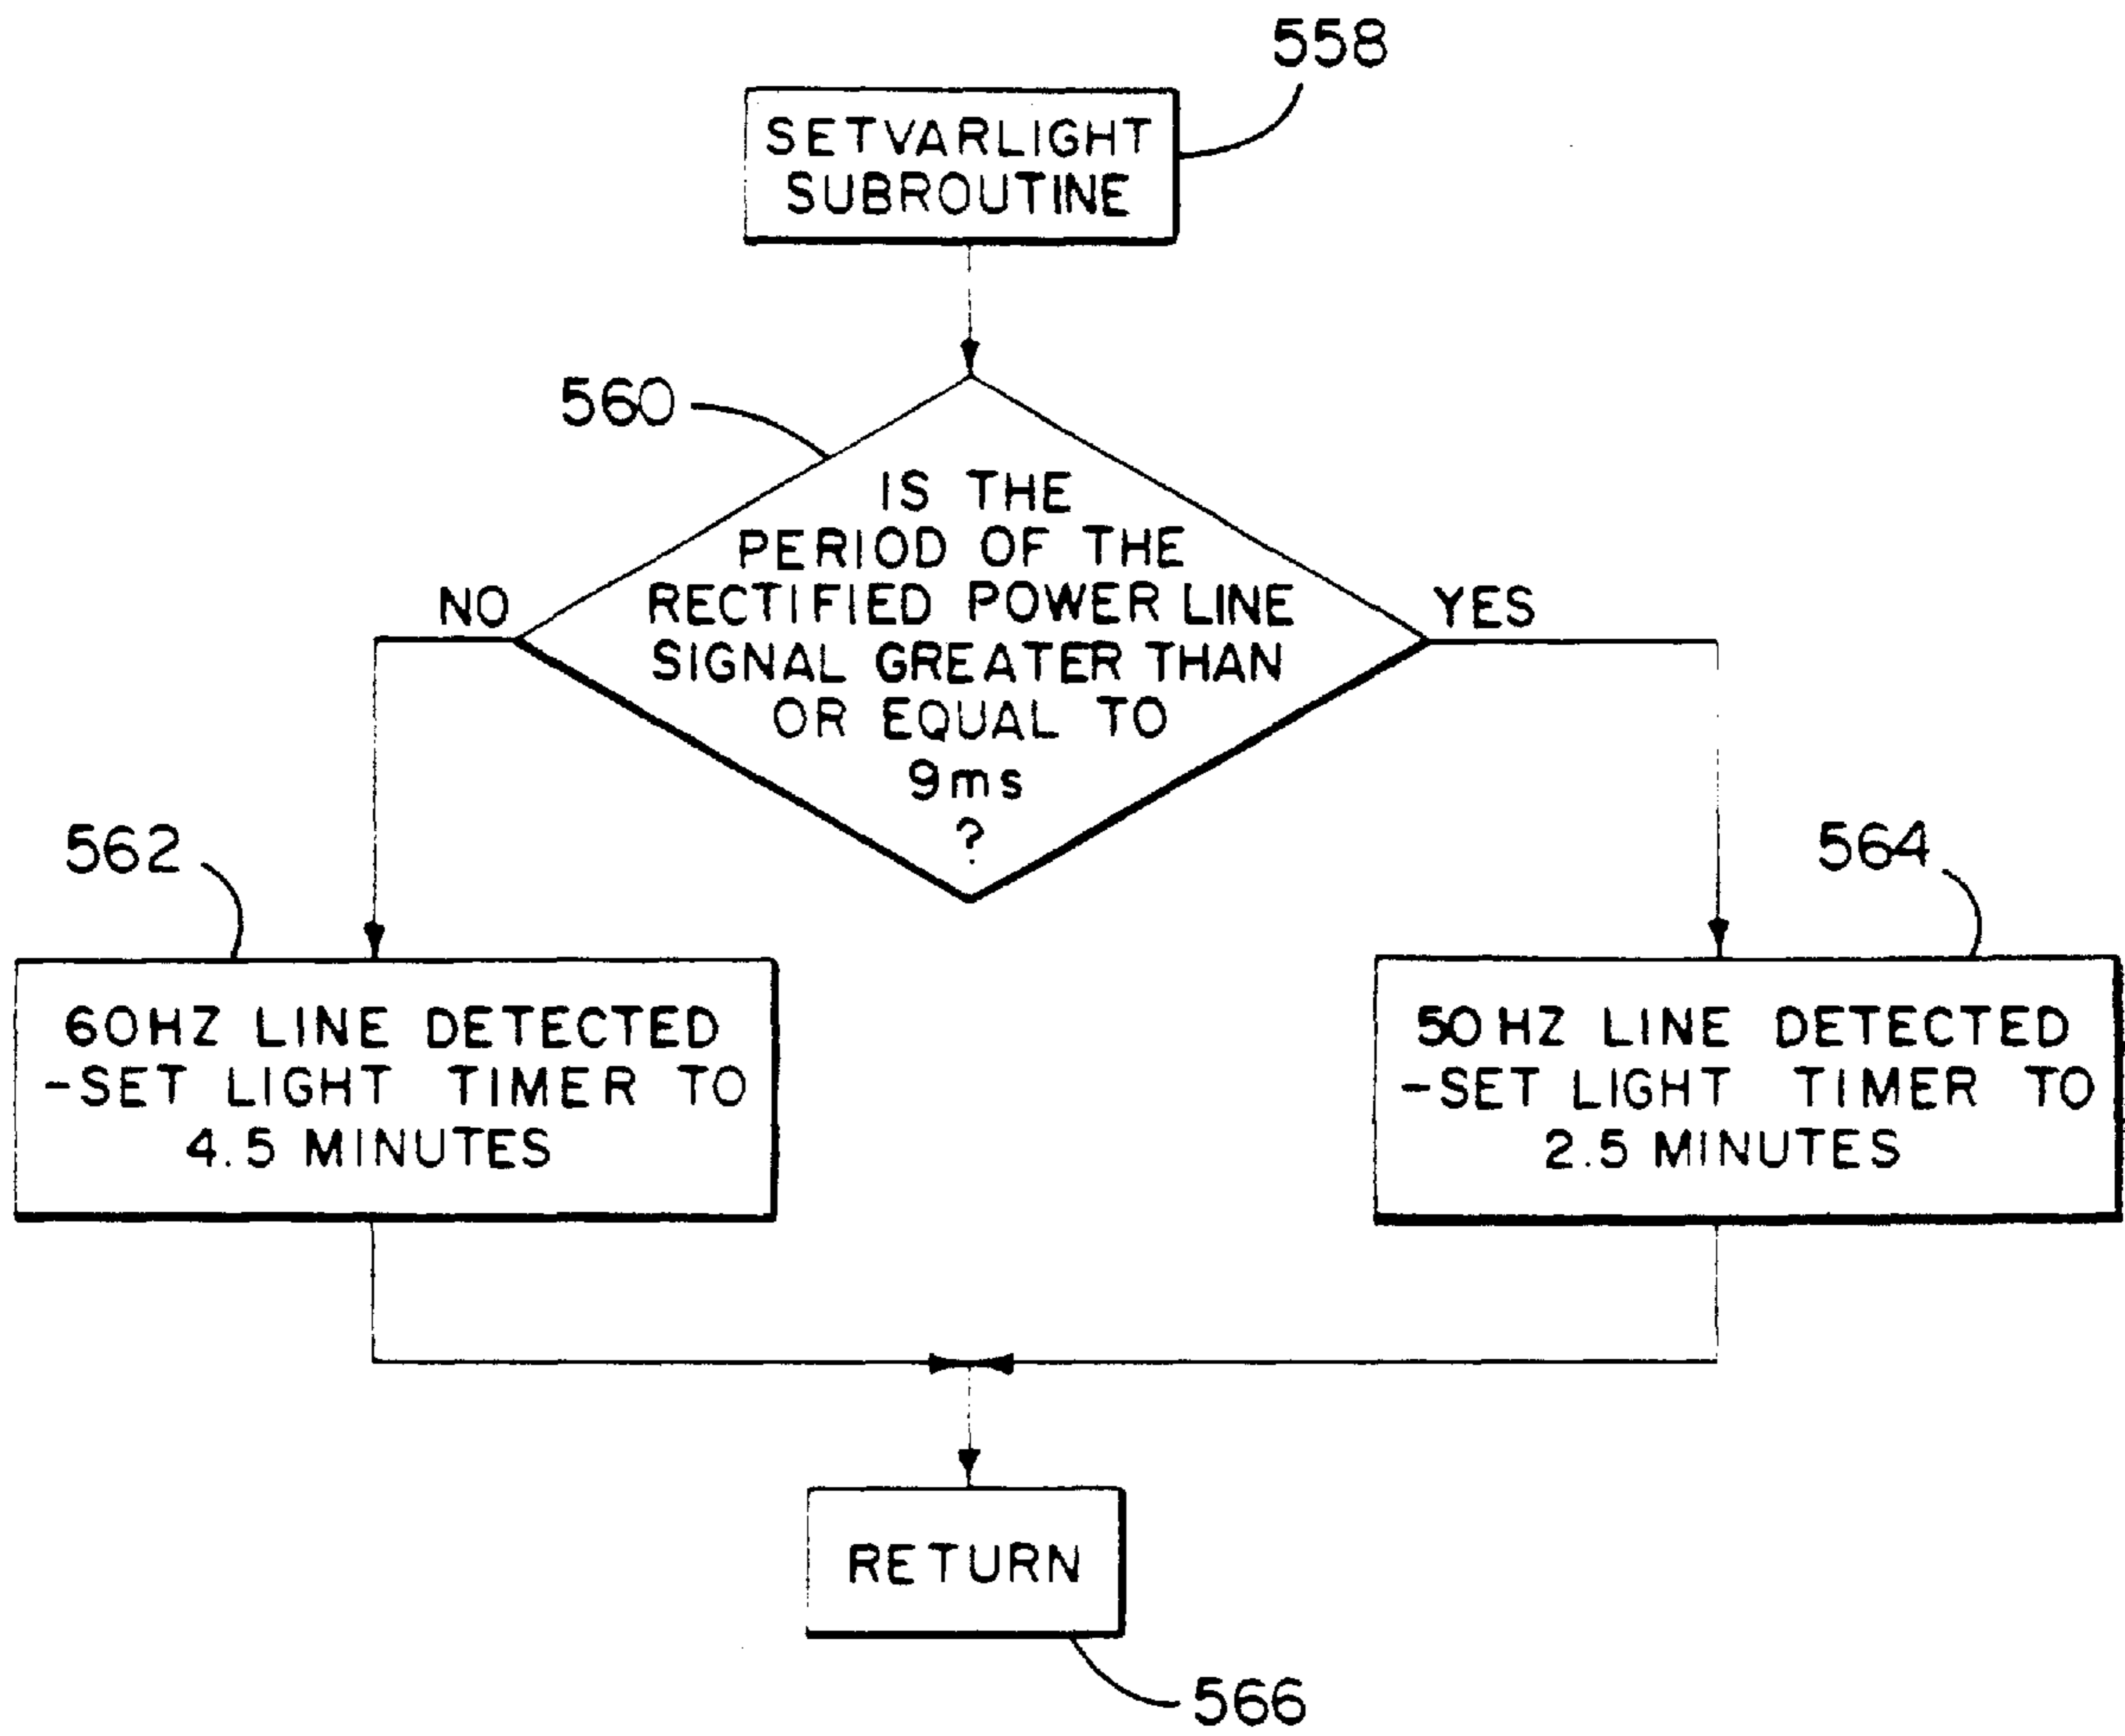 558
SETVARLIGHT
SUBROUTINE
560
IS THE
PERIOD OF THE
RECTIFIED POWER LINE
SIGNAL GREATER THAN
OR EQUAL TO
9ms
?
NO
YES
562
564
60HZ LINE DETECTED
-SET LIGHT TIMER TO
4.5 MINUTES
50HZ LINE DETECTED
-SET LIGHT TIMER TO
2.5 MINUTES
RETURN
566